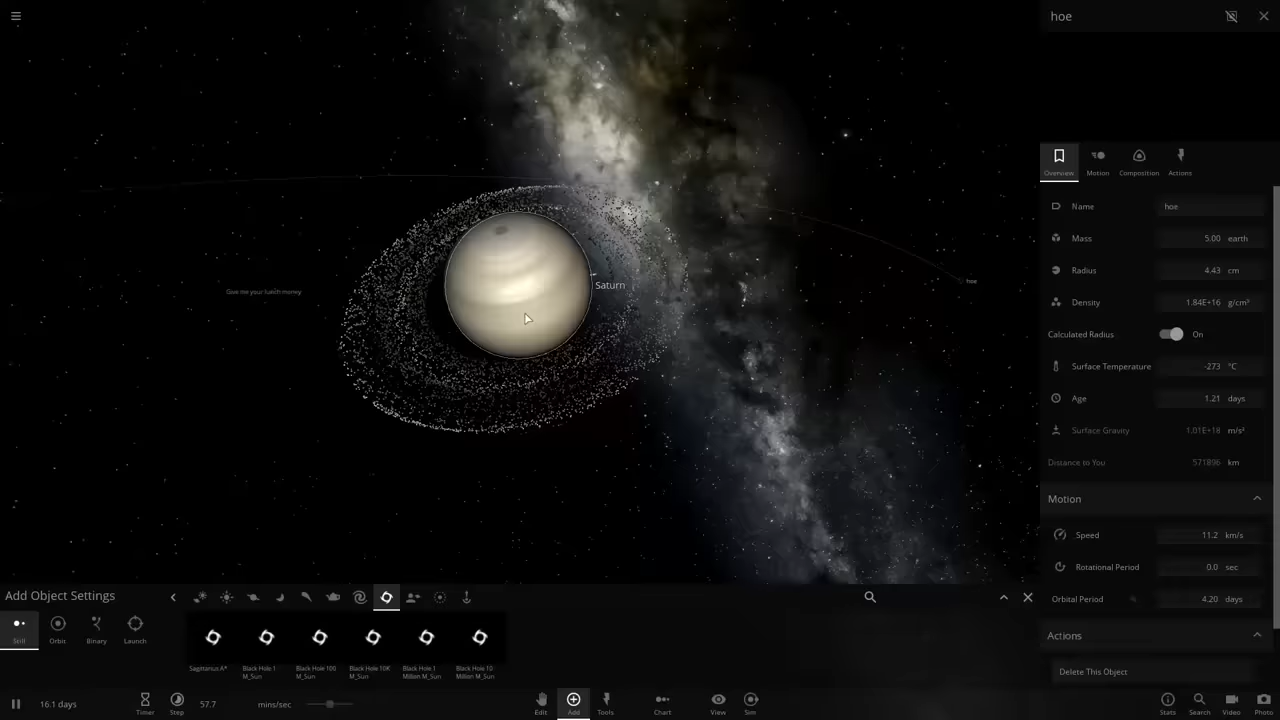 hoe
Overview
Motion
Composition
Actions
Name
hoe
Mass
5.00 earth
Radius
4.43 cm
Density
1.84E+16 g/cm³
Calculated Radius
On
Surface Temperature
-273 °C
Age
1.21 days
Surface Gravity
1.01E+18 m/s²
Distance to You
571896 km
Motion
Speed
11.2 km/s
Rotational Period
0.0 sec
Orbital Period
4.20 days
Actions
Delete This Object
Saturn
Give me your lunch money
hoe
Add Object Settings
Still
Orbit
Binary
Launch
Sagittarius A*
Black Hole 1
M_Sun
Black Hole 100
M_Sun
Black Hole 10K
M_Sun
Black Hole 1
Million M_Sun
Black Hole 10
Million M_Sun
16.1 days
Timer
Step
57.7
mins/sec
Edit
Add
Tools
Chart
View
Sim
Stats
Search
Video
Photo